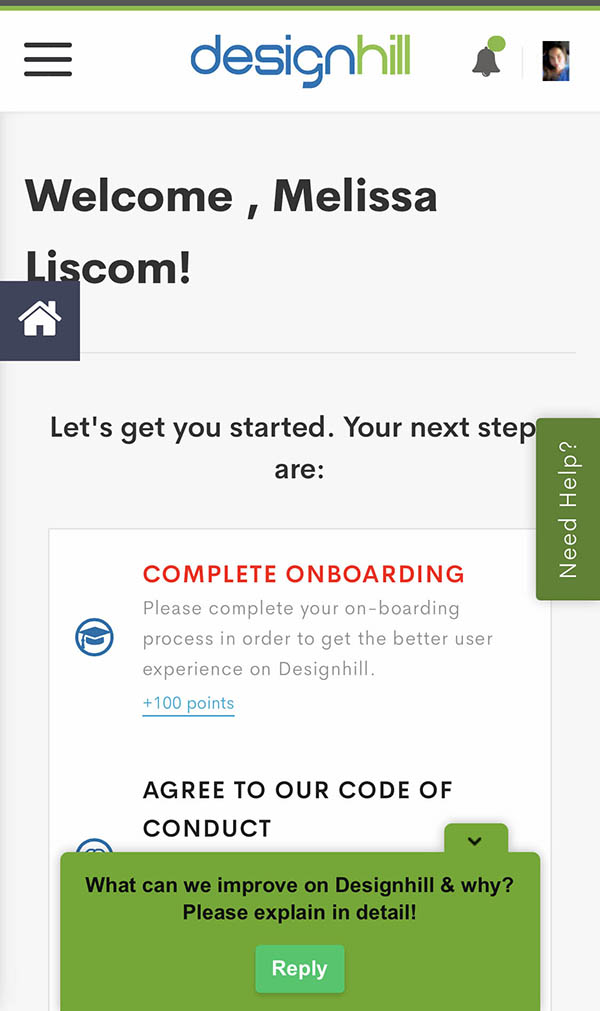 designhill
Welcome , Melissa
Liscom!
Let's get you started. Your next step
are:
Need Help?
COMPLETE ONBOARDING
Please complete your on-boarding
process in order to get the better user
experience on Designhill.
+100 points
AGREE TO OUR CODE OF
CONDUCT
What can we improve on Designhill & why?
Please explain in detail!
Reply